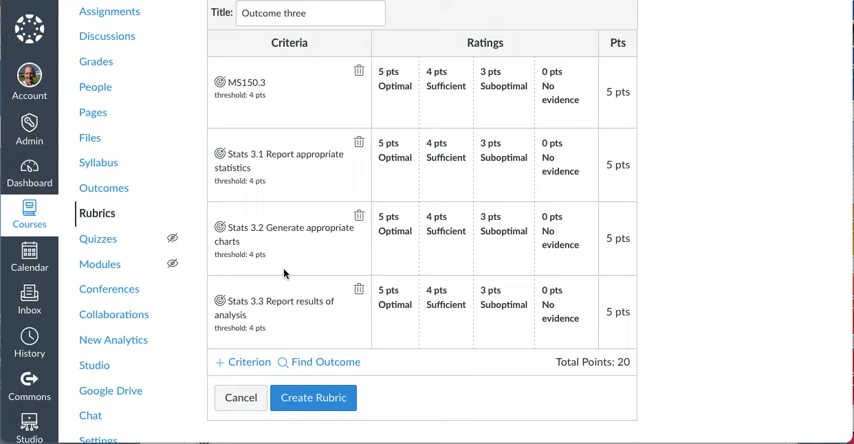 Account
Admin
Dashboard
Courses
Calendar
Inbox
History
Commons
Studio
Assignments
Discussions
Grades
People
Pages
Files
Syllabus
Outcomes
Rubrics
Quizzes
Modules
Conferences
Collaborations
New Analytics
Studio
Google Drive
Chat
Settings
Title: Outcome three
Criteria Ratings Pts
MS150.3
threshold: 4 pts
5 pts 4 pts 3 pts 0 pts
Optimal Sufficient Suboptimal No
evidence
5 pts
Stats 3.1 Report appropriate
statistics
threshold: 4 pts
5 pts 4 pts 3 pts 0 pts
Optimal Sufficient Suboptimal No
evidence
5 pts
Stats 3.2 Generate appropriate
charts
threshold: 4 pts
5 pts 4 pts 3 pts 0 pts
Optimal Sufficient Suboptimal No
evidence
5 pts
Stats 3.3 Report results of
analysis
threshold: 4 pts
5 pts 4 pts 3 pts 0 pts
Optimal Sufficient Suboptimal No
evidence
5 pts
+ Criterion Find Outcome Total Points: 20
Cancel Create Rubric